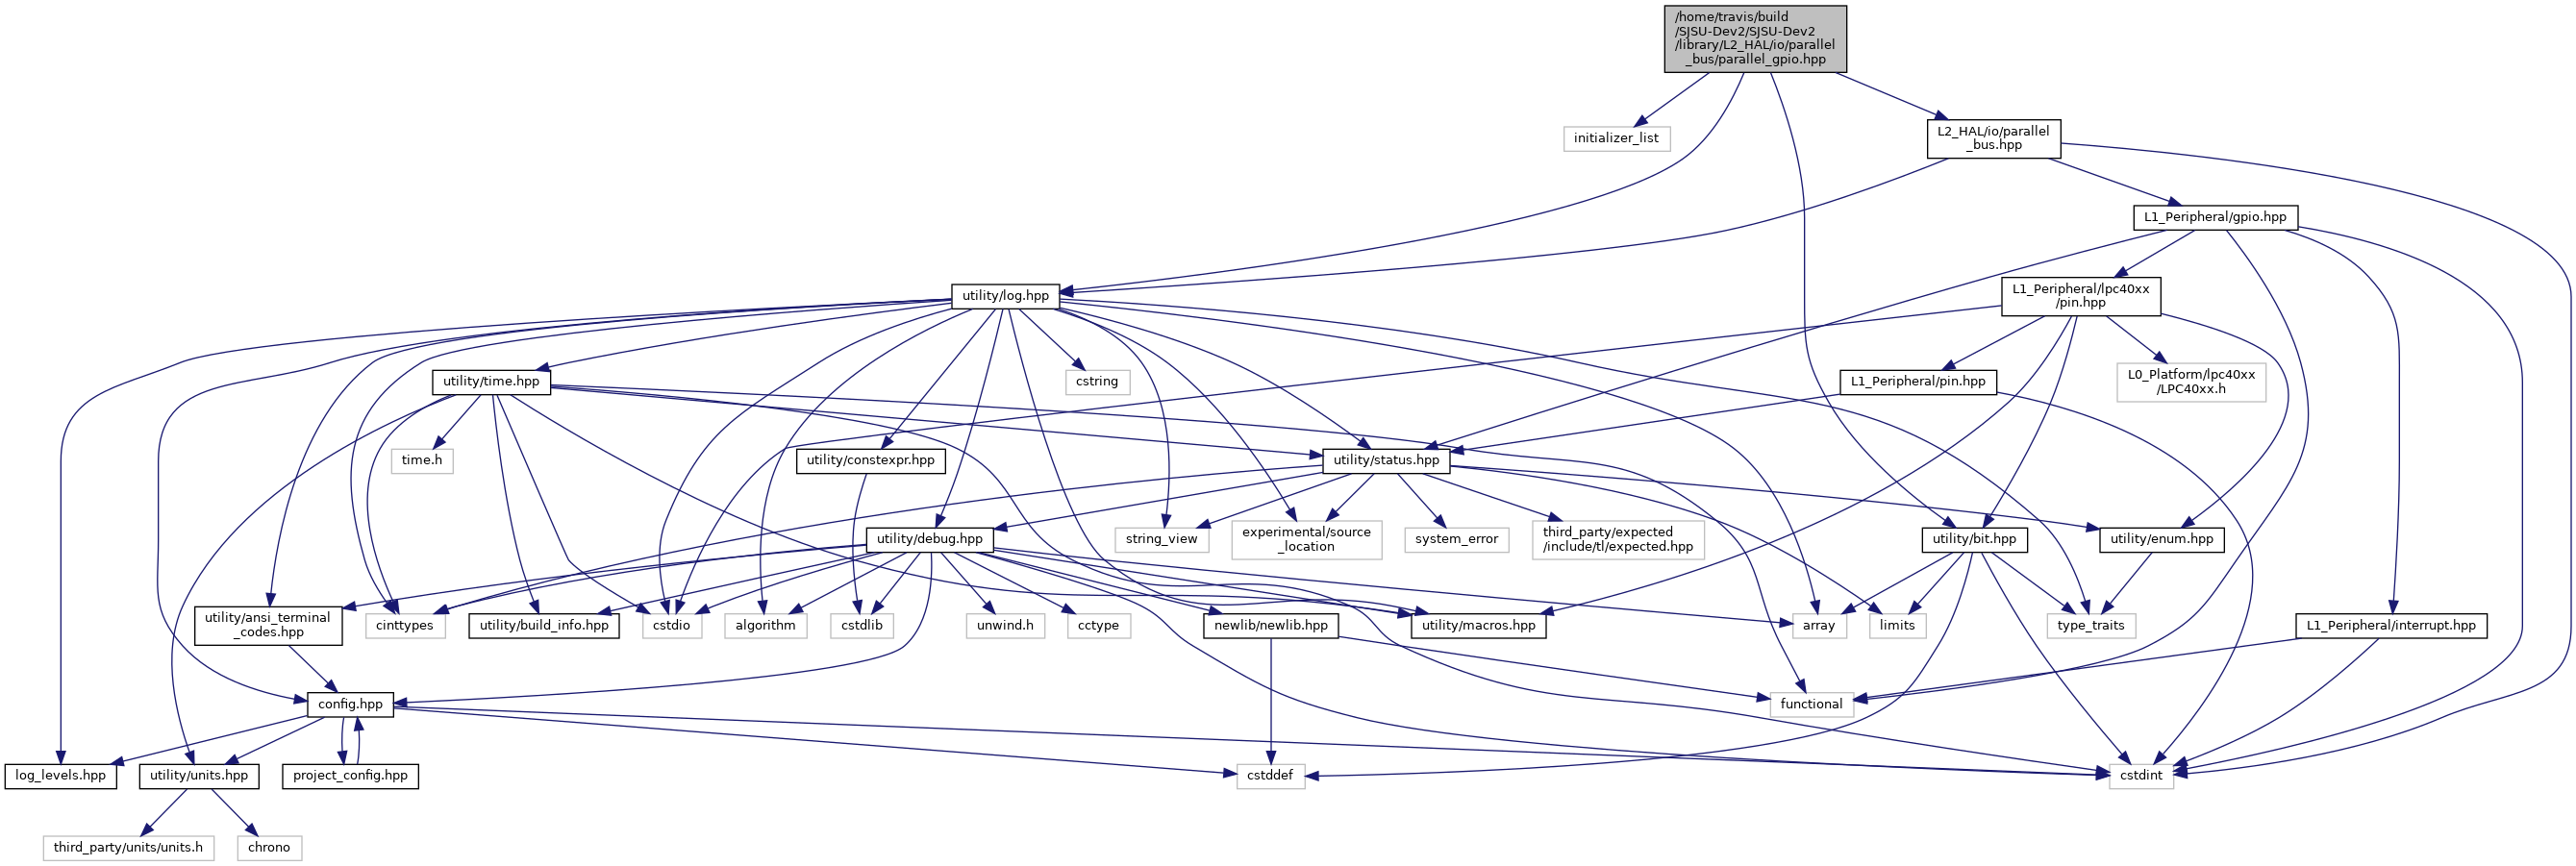 /home/travis/build
/SJSU-Dev2/SJSU-Dev2
/library/L2_HAL/io/parallel
_bus/parallel_gpio.hpp
initializer_list
L2_HAL/io/parallel
_bus.hpp
L1_Peripheral/gpio.hpp
utility/log.hpp
L1_Peripheral/lpc40xx
/pin.hpp
utility/time.hpp
cstring
L1_Peripheral/pin.hpp
L0_Platform/lpc40xx
/LPC40xx.h
time.h
utility/constexpr.hpp
utility/status.hpp
utility/debug.hpp
string_view
experimental/source
_location
system_error
third_party/expected
/include/tl/expected.hpp
utility/bit.hpp
utility/enum.hpp
utility/ansi_terminal
_codes.hpp
cinttypes
utility/build_info.hpp
cstdio
algorithm
cstdlib
unwind.h
cctype
newlib/newlib.hpp
utility/macros.hpp
array
limits
type_traits
L1_Peripheral/interrupt.hpp
config.hpp
functional
log_levels.hpp
utility/units.hpp
project_config.hpp
cstddef
cstdint
third_party/units/units.h
chrono